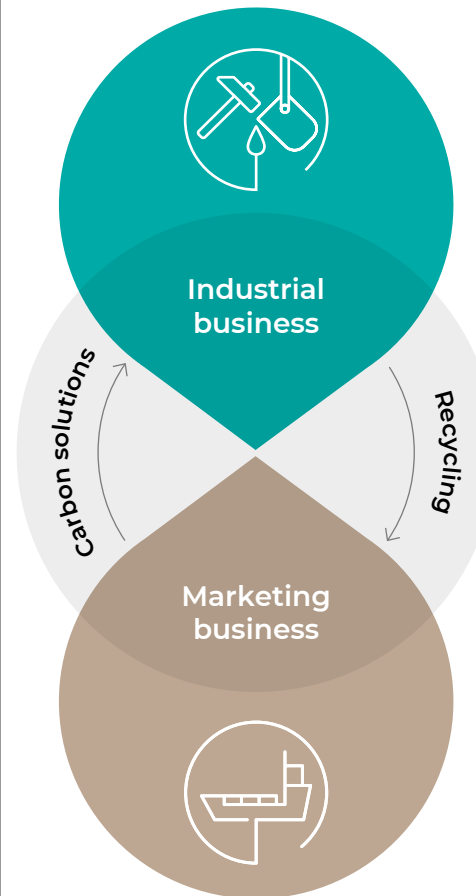 Industrial
business
Carbon solutions
Recycling
Marketing
business